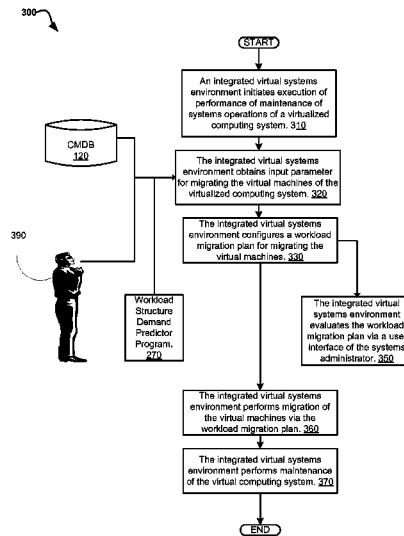 300
START
An integrated virtual systems
environment initiates execution of
performance of maintenance of
systems operations of a virtualized
computing system. 310
CMDB
120
The integrated virtual systems
environment obtains input parameter
for migrating the virtual machines of the
virtualized computing system. 320
390
The integrated virtual systems
environment configures a workload
migration plan for migrating the
virtual machines. 330
Workload
Structure
Demand
Predictor
Program.
270
The integrated virtual
systems environment
evaluates the workload
migration plan via a user
interface of the systems
administrator. 350
The integrated virtual systems
environment performs migration of
the virtual machines via the
workload migration plan. 360
The integrated virtual systems
environment performs maintenance
of the virtual computing system. 370
END